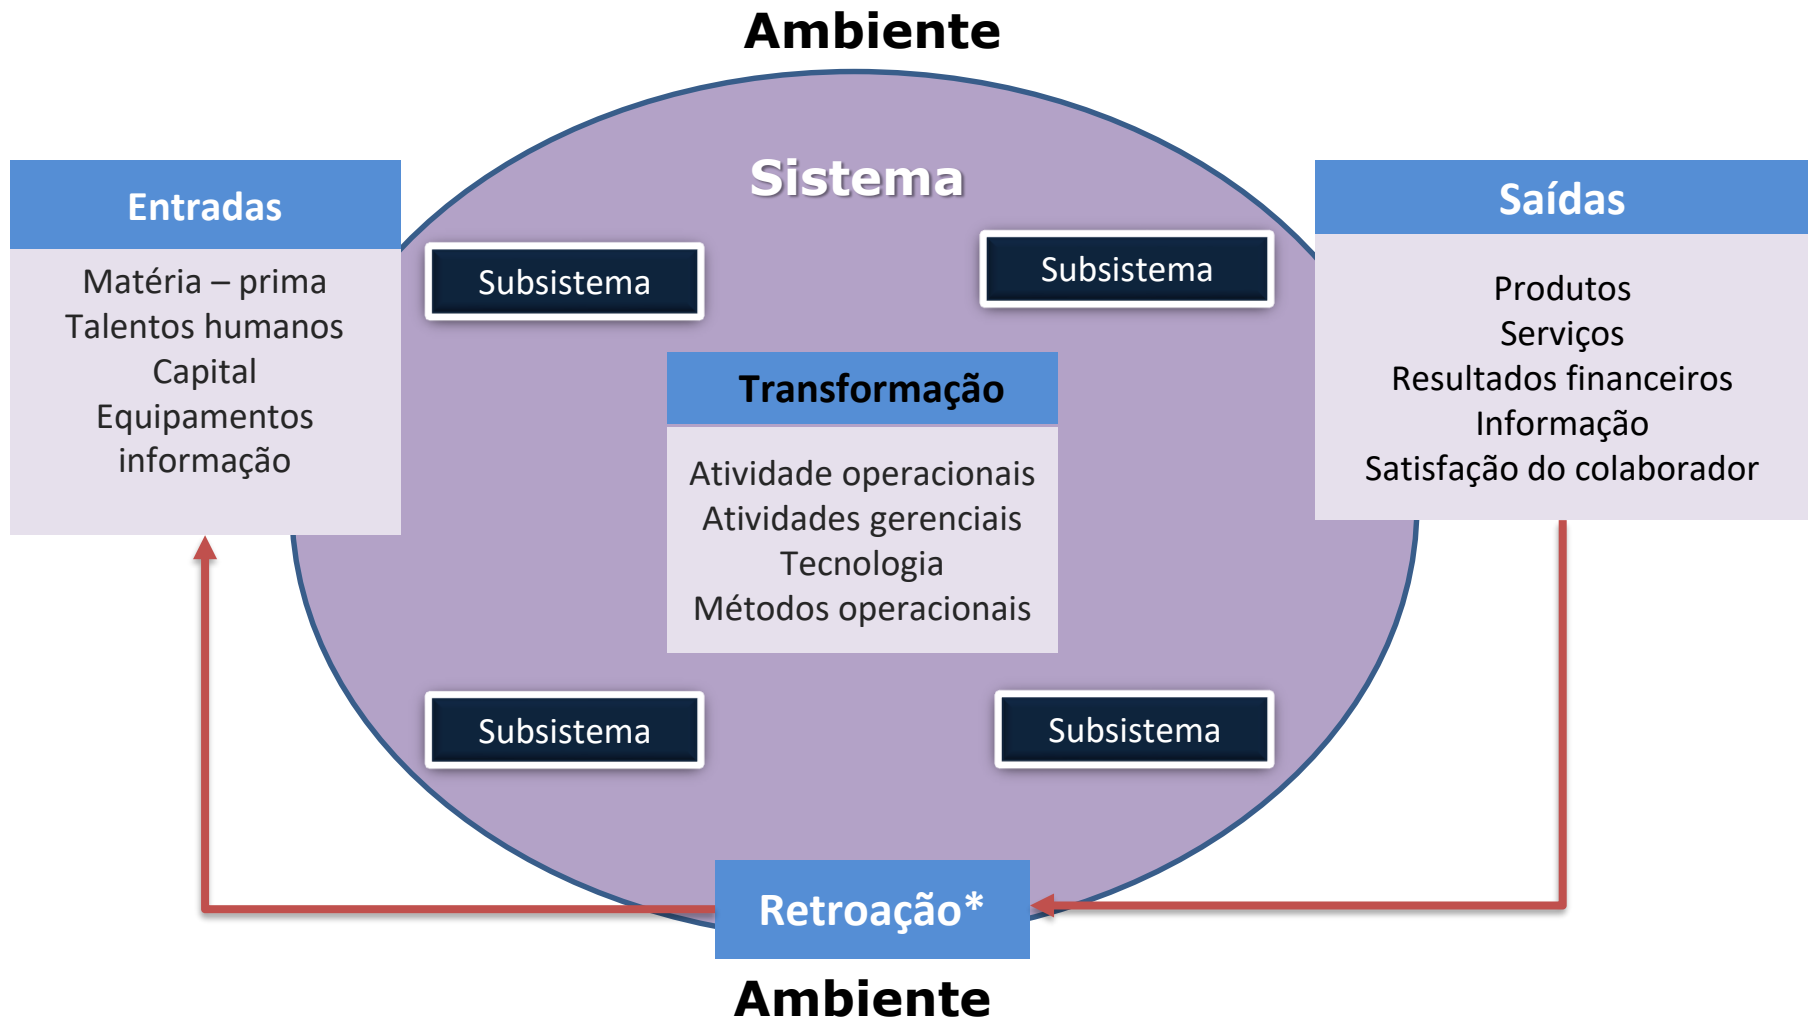 Ambiente
Sistema
Entradas
Matéria – prima
Talentos humanos
Capital
Equipamentos
informação
Subsistema
Subsistema
Saídas
Produtos
Serviços
Resultados financeiros
Informação
Satisfação do colaborador
Transformação
Atividade operacionais
Atividades gerenciais
Tecnologia
Métodos operacionais
Subsistema
Subsistema
Retroação*
Ambiente